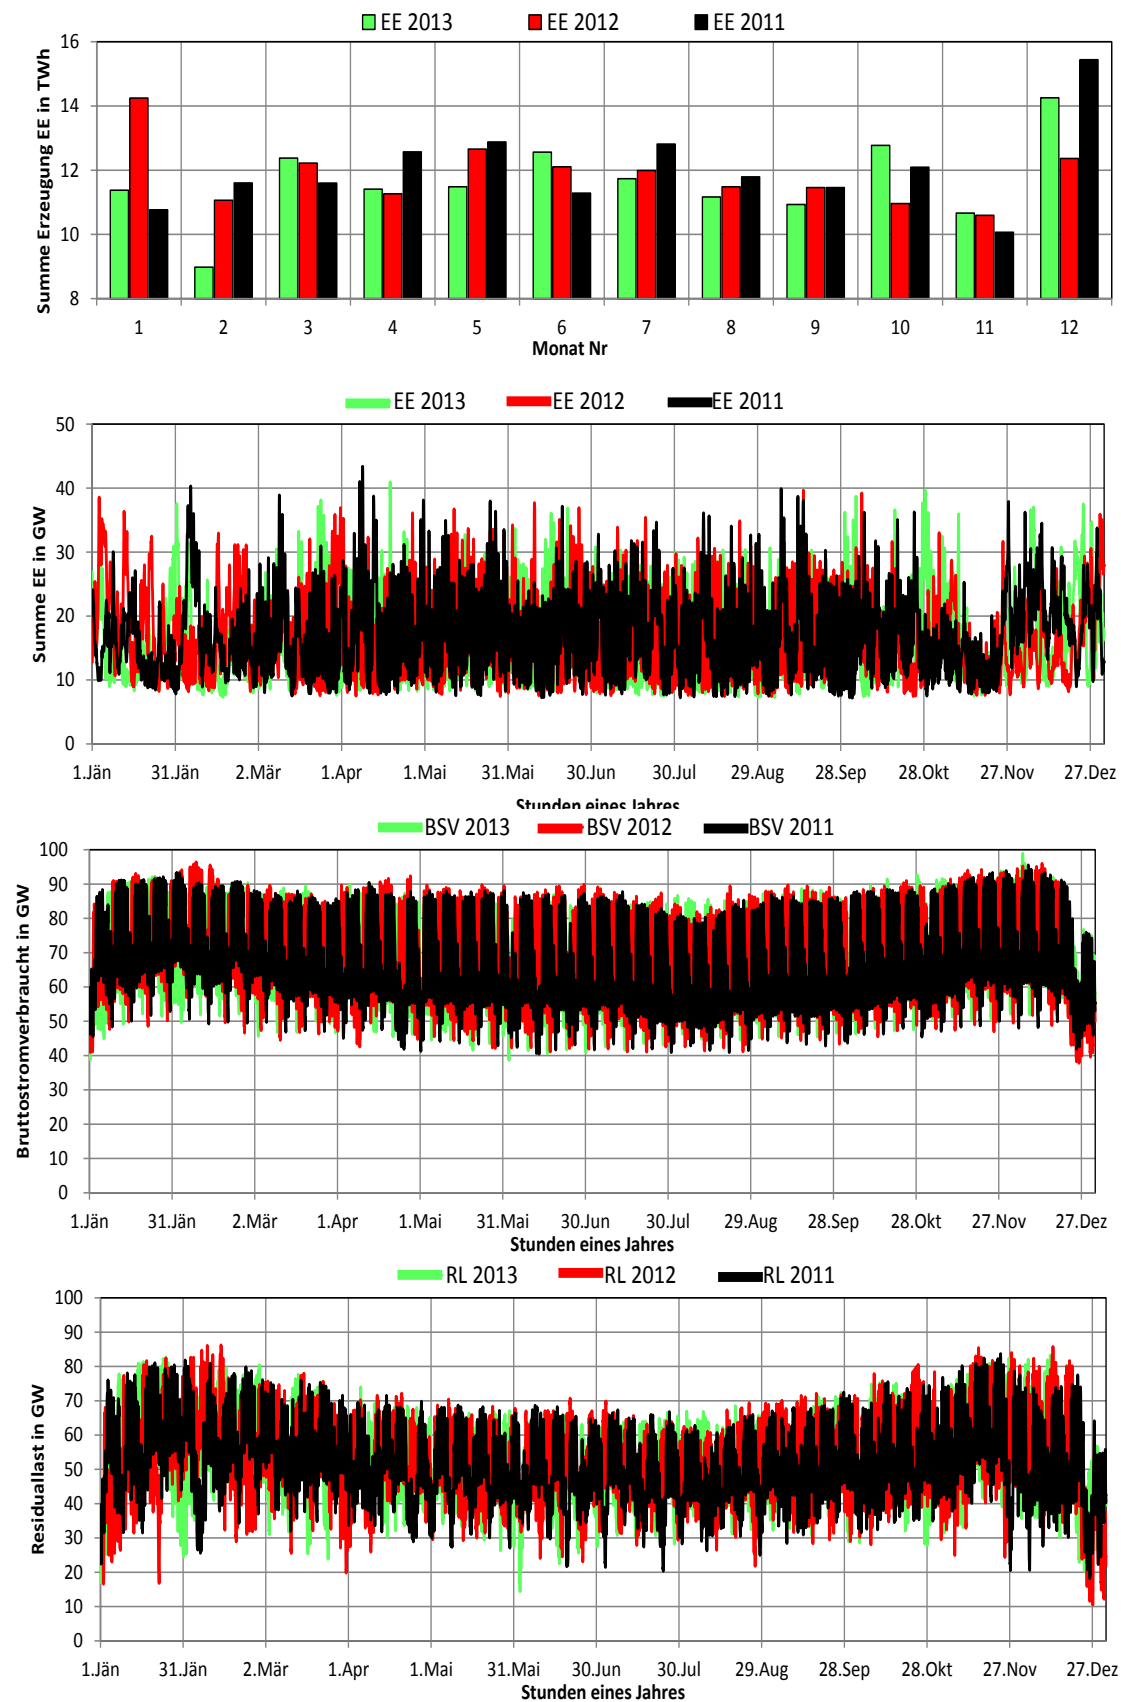 EE 2013 EE 2012 EE 2011
Summe Erzeugung EE in TWh
16
14
12
10
8
1 2 3 4 5 6 7 8 9 10 11 12
Monat Nr
EE 2013 EE 2012 EE 2011
Summe EE in GW
50
40
30
20
10
0
1.Jän 31.Jän 2.Mär 1.Apr 1.Mai 31.Mai 30.Jun 30.Jul 29.Aug 28.Sep 28.Okt 27.Nov 27.Dez
Stunden eines Jahres
BSV 2013 BSV 2012 BSV 2011
Bruttostromverbraucht in GW
100
90
80
70
60
50
40
30
20
10
0
1.Jän 31.Jän 2.Mär 1.Apr 1.Mai 31.Mai 30.Jun 30.Jul 29.Aug 28.Sep 28.Okt 27.Nov 27.Dez
Stunden eines Jahres
RL 2013 RL 2012 RL 2011
Residuallast in GW
100
90
80
70
60
50
40
30
20
10
0
1.Jän 31.Jän 2.Mär 1.Apr 1.Mai 31.Mai 30.Jun 30.Jul 29.Aug 28.Sep 28.Okt 27.Nov 27.Dez
Stunden eines Jahres